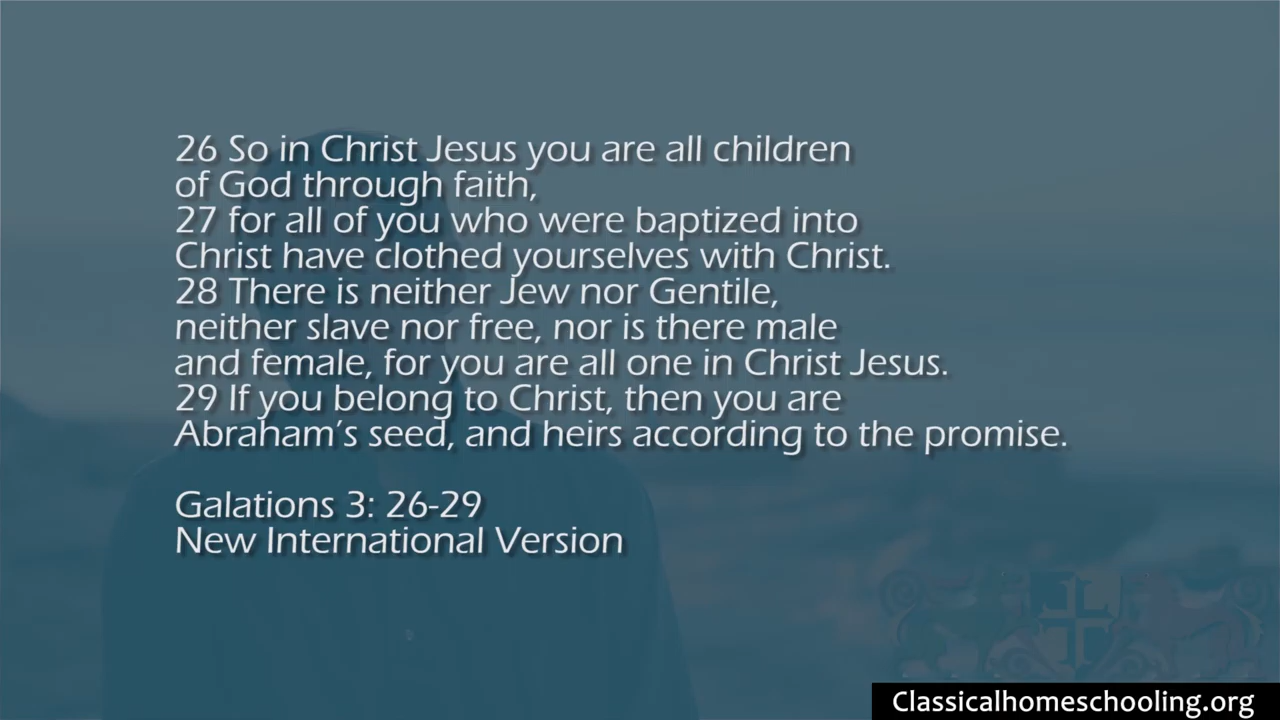 26 So in Christ Jesus you are all children
of God through faith,
27 for all of you who were baptized into
Christ have clothed yourselves with Christ.
28 There is neither Jew nor Gentile,
neither slave nor free, nor is there male
and female, for you are all one in Christ Jesus.
29 If you belong to Christ, then you are
Abraham's seed, and heirs according to the promise.
Galations 3: 26-29
New International Version
Classicalhomeschooling.org